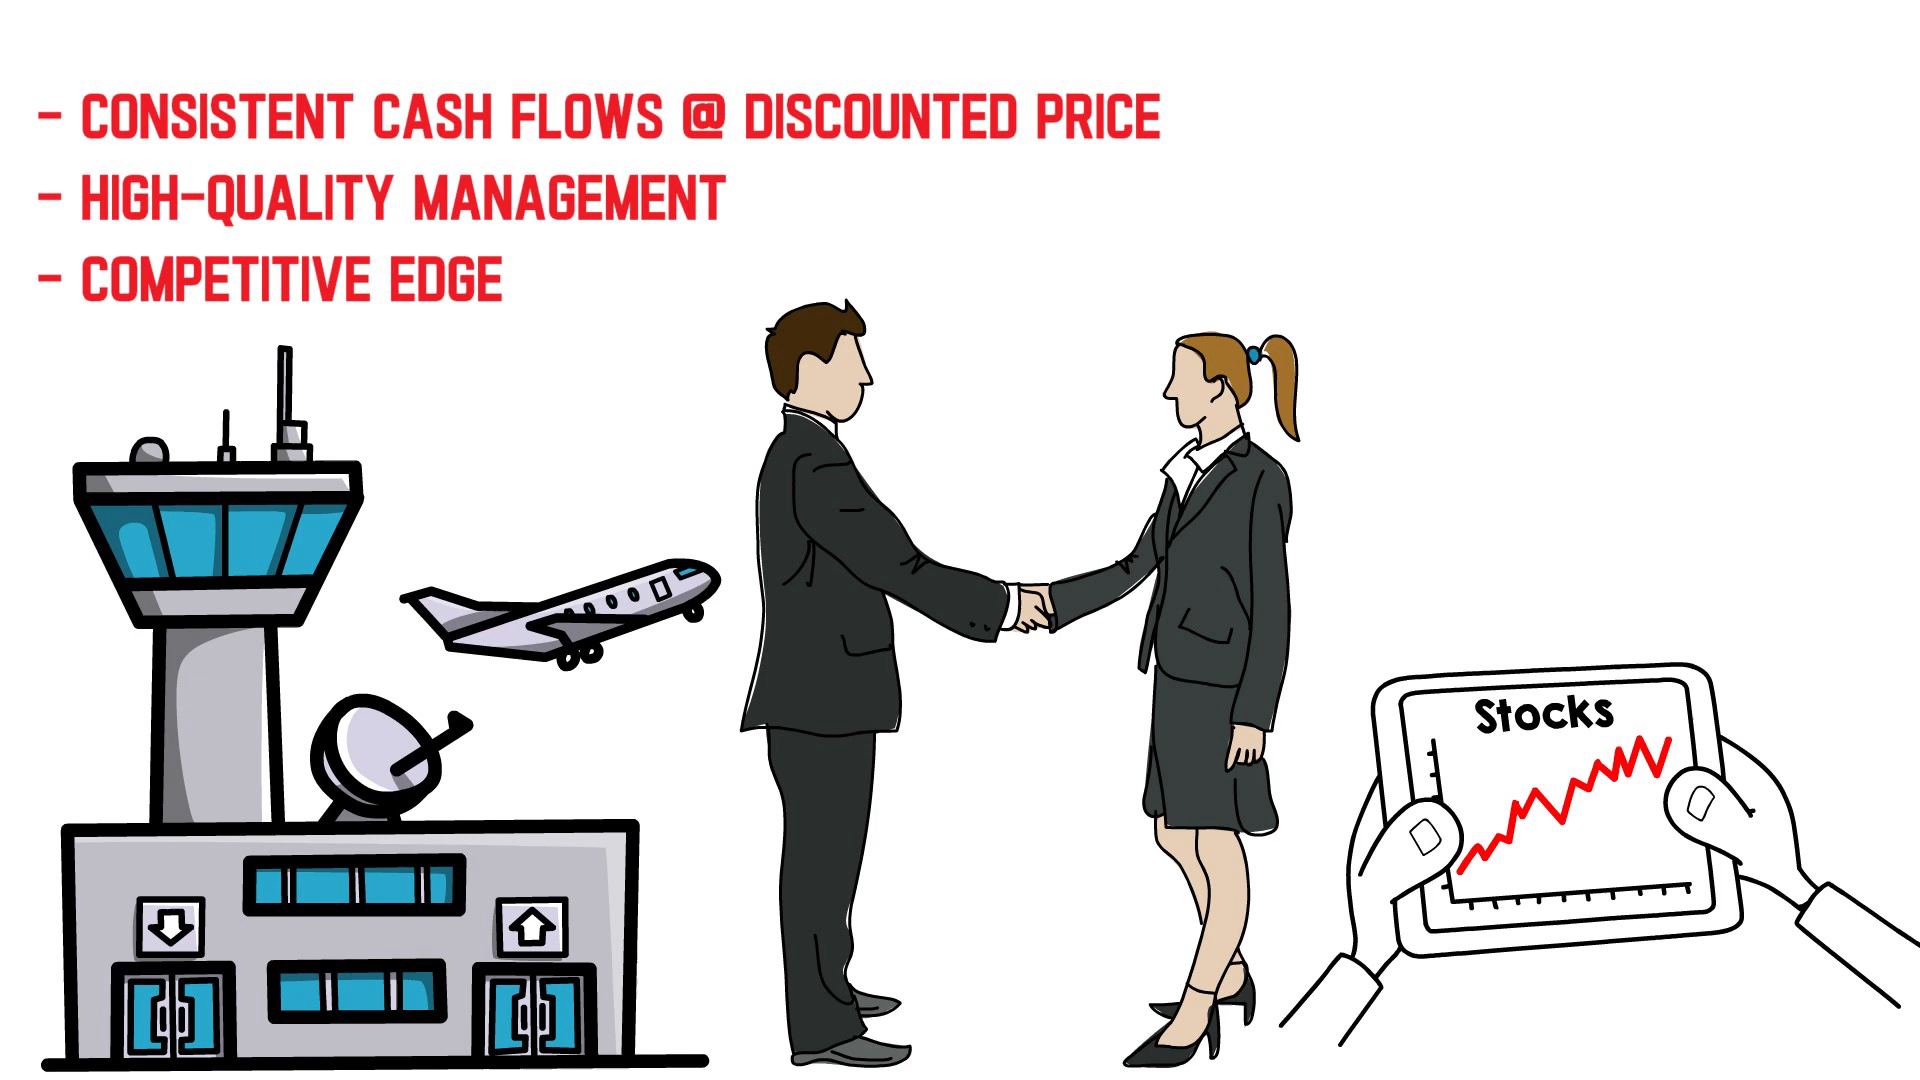 - CONSISTENT CASH FLOWS @ DISCOUNTED PRICE
- HIGH-QUALITY MANAGEMENT
- COMPETITIVE EDGE
Stocks